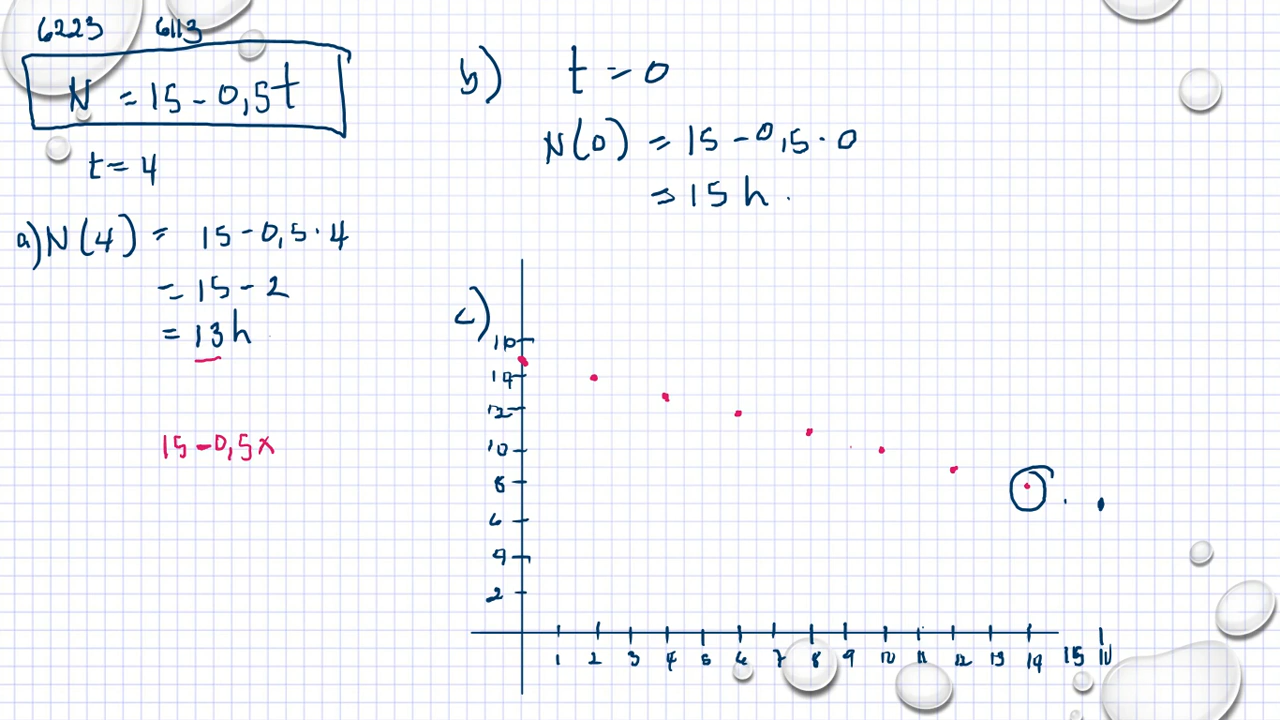 6223 6113
N = 15 - 0,5t
t = 4
a) N(4) = 15 - 0,5 · 4
= 15 - 2
= 13 h
15 - 0,5x
b) t = 0
N(0) = 15 - 0,5 · 0
= 15 h.
c)
16
14
12
10
8
6
4
2
1 2 3 4 5 6 7 8 9 10 11 12 13 14 15 16